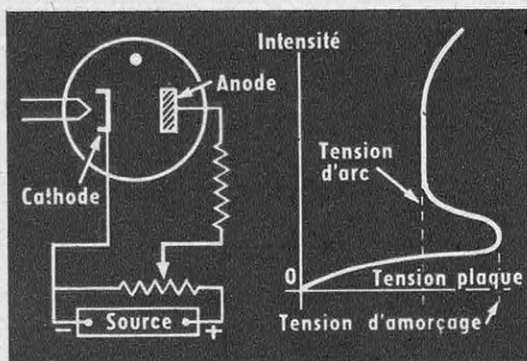 Anode
Cathode
– Source +
Intensité
Tension
d'arc
0
Tension plaque
Tension d'amorçage